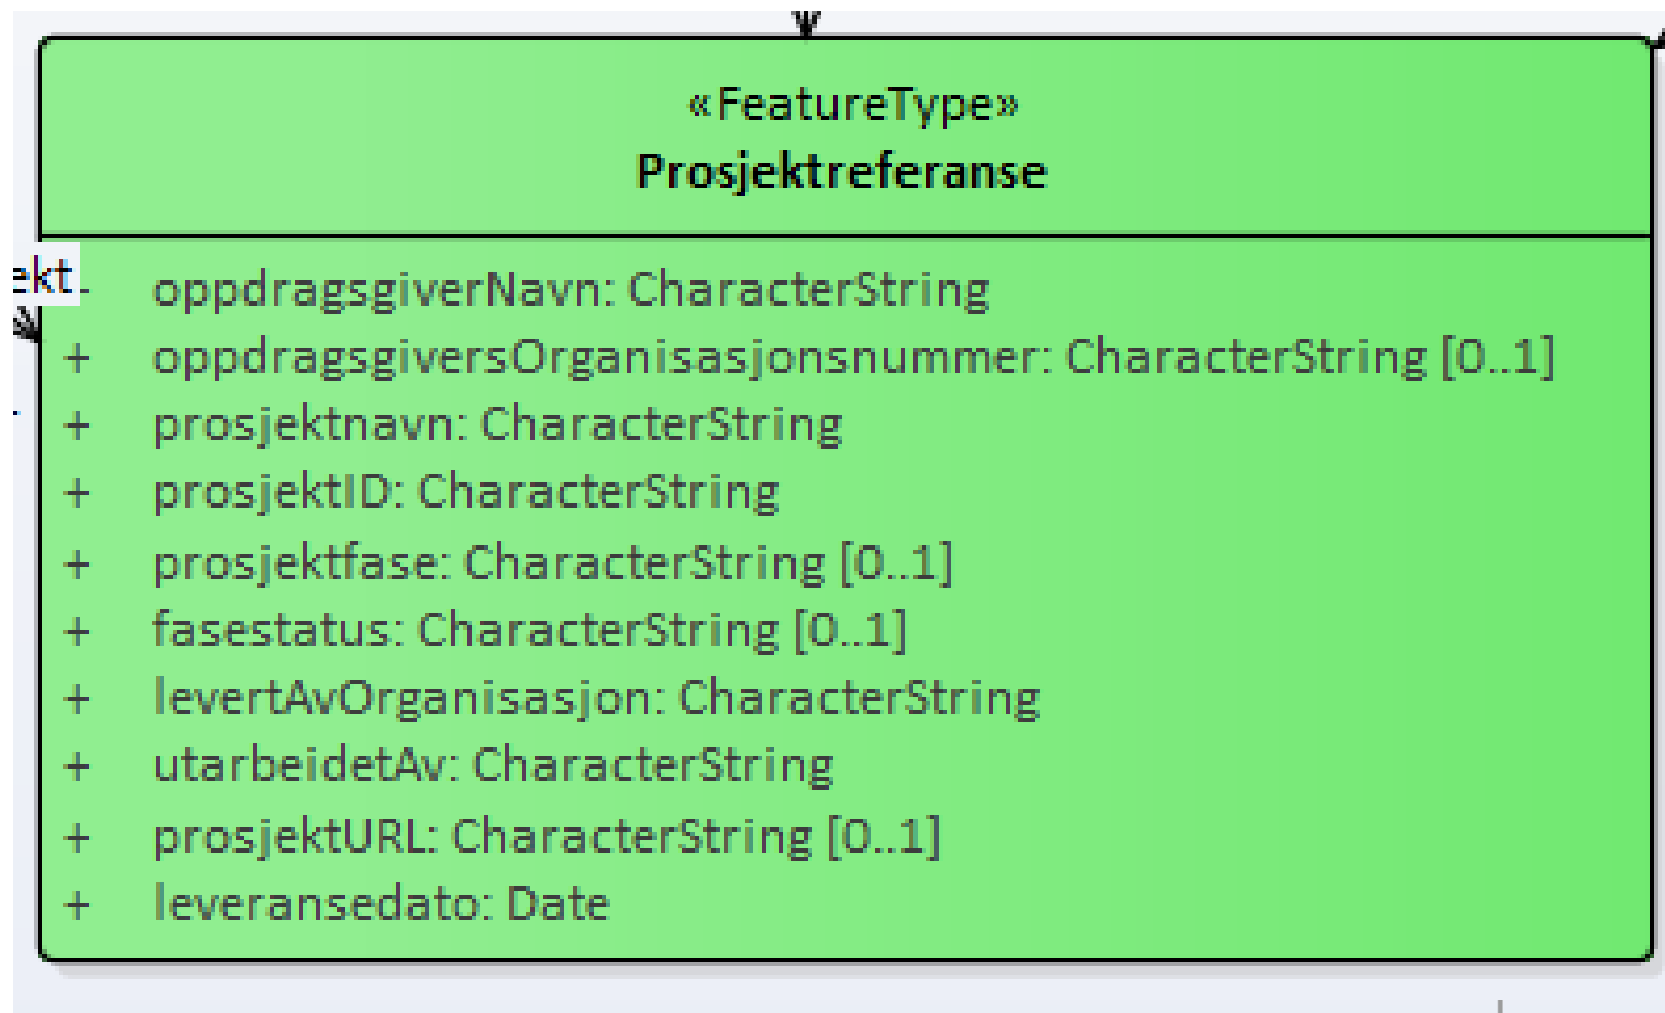 «FeatureType»
Prosjektreferanse
ekt
oppdragsgiverNavn: CharacterString
+ oppdragsgiversOrganisasjonsnummer: CharacterString [0..1]
+ prosjektnavn: CharacterString
+ prosjektID: CharacterString
+ prosjektfase: CharacterString [0..1]
+ fasestatus: CharacterString [0..1]
+ levertAvOrganisasjon: CharacterString
+ utarbeidetAv: CharacterString
+ prosjektURL: CharacterString [0..1]
+ leveransedato: Date